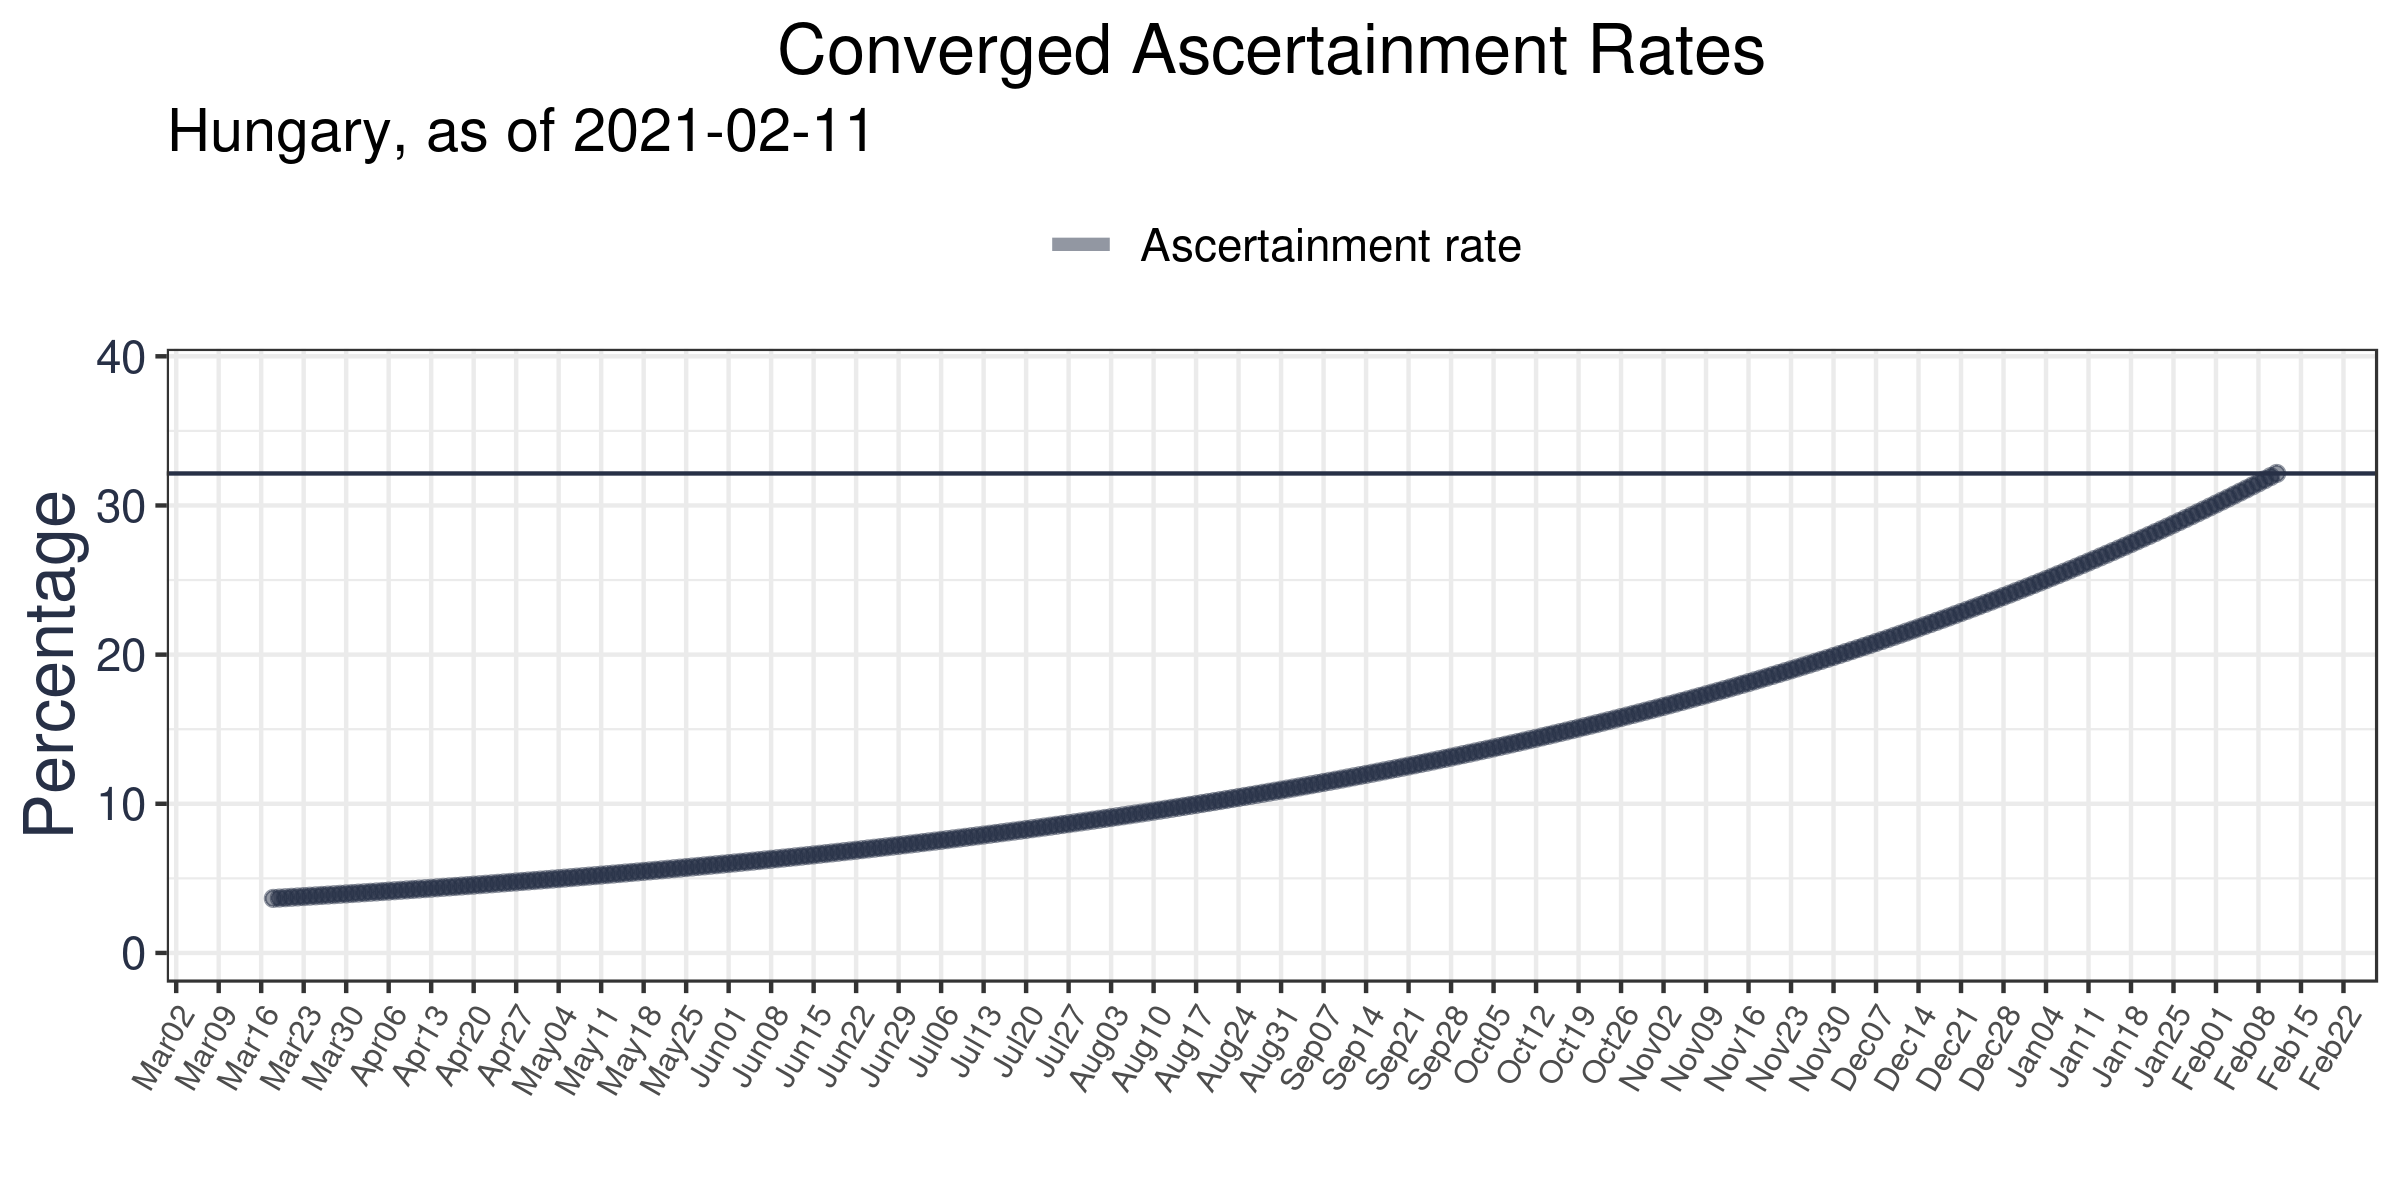 Converged Ascertainment Rates
Hungary, as of 2021-02-11
Ascertainment rate
Percentage
40
30
20
10
0
Mar02 Mar09 Mar16 Mar23 Mar30 Apr06 Apr13 Apr20 Apr27 May04 May11 May18 May25 Jun01 Jun08 Jun15 Jun22 Jun29 Jul06 Jul13 Jul20 Jul27 Aug03 Aug10 Aug17 Aug24 Aug31 Sep07 Sep14 Sep21 Sep28 Oct05 Oct12 Oct19 Oct26 Nov02 Nov09 Nov16 Nov23 Nov30 Dec07 Dec14 Dec21 Dec28 Jan04 Jan11 Jan18 Jan25 Feb01 Feb08 Feb15 Feb22